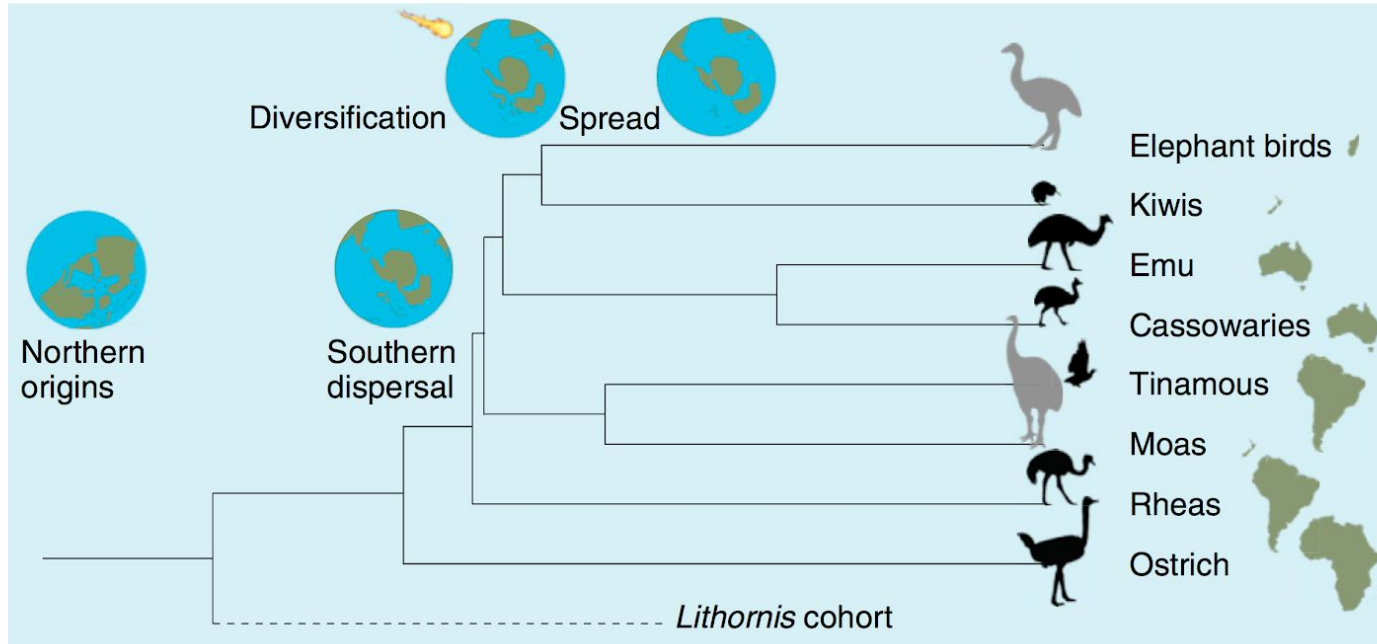 Diversification
Spread
Elephant birds
Kiwis
Emu
Cassowaries
Northern
origins
Southern
dispersal
Tinamous
Moas
Rheas
Ostrich
Lithornis cohort